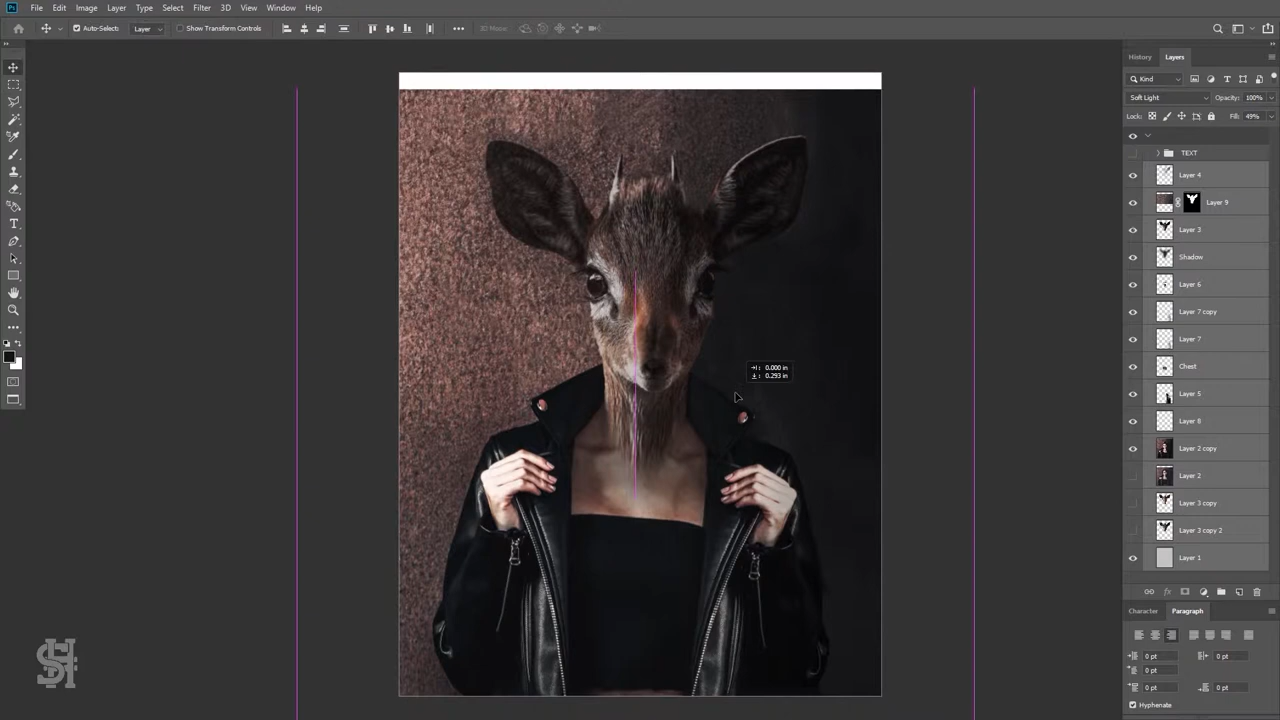 Ps File Edit Image Layer Type Select Filter 3D View Window Help
Auto-Select: Layer Show Transform Controls 3D Mode:
History Layers
Kind
Soft Light Opacity: 100%
Lock: Fill: 49%
TEXT
Layer 4
Layer 9
Layer 3
Shadow
Layer 6
Layer 7 copy
Layer 7
Chest
Layer 5
Layer 8
Layer 2 copy
Layer 2
Layer 3 copy
Layer 3 copy 2
Layer 1
0.000 in
0.293 in
Character Paragraph
0 pt 0 pt
0 pt
0 pt 0 pt
Hyphenate